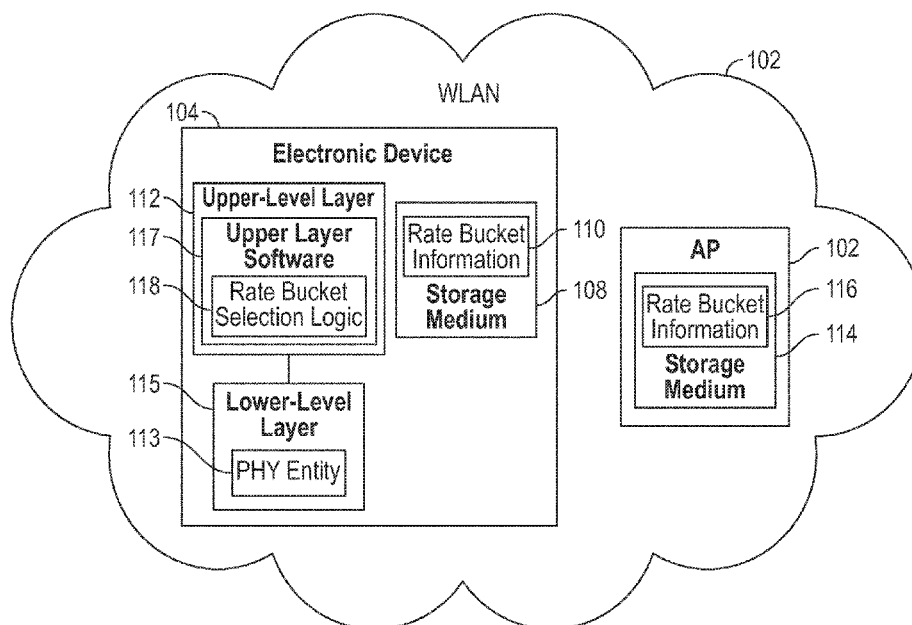 102
WLAN
104
Electronic Device
112
Upper-Level Layer
117
Upper Layer
Software
118
Rate Bucket
Selection Logic
Rate Bucket
Information
110
Storage
Medium
108
AP
102
Rate Bucket
Information
116
Storage
Medium
114
115
Lower-Level
Layer
113
PHY Entity